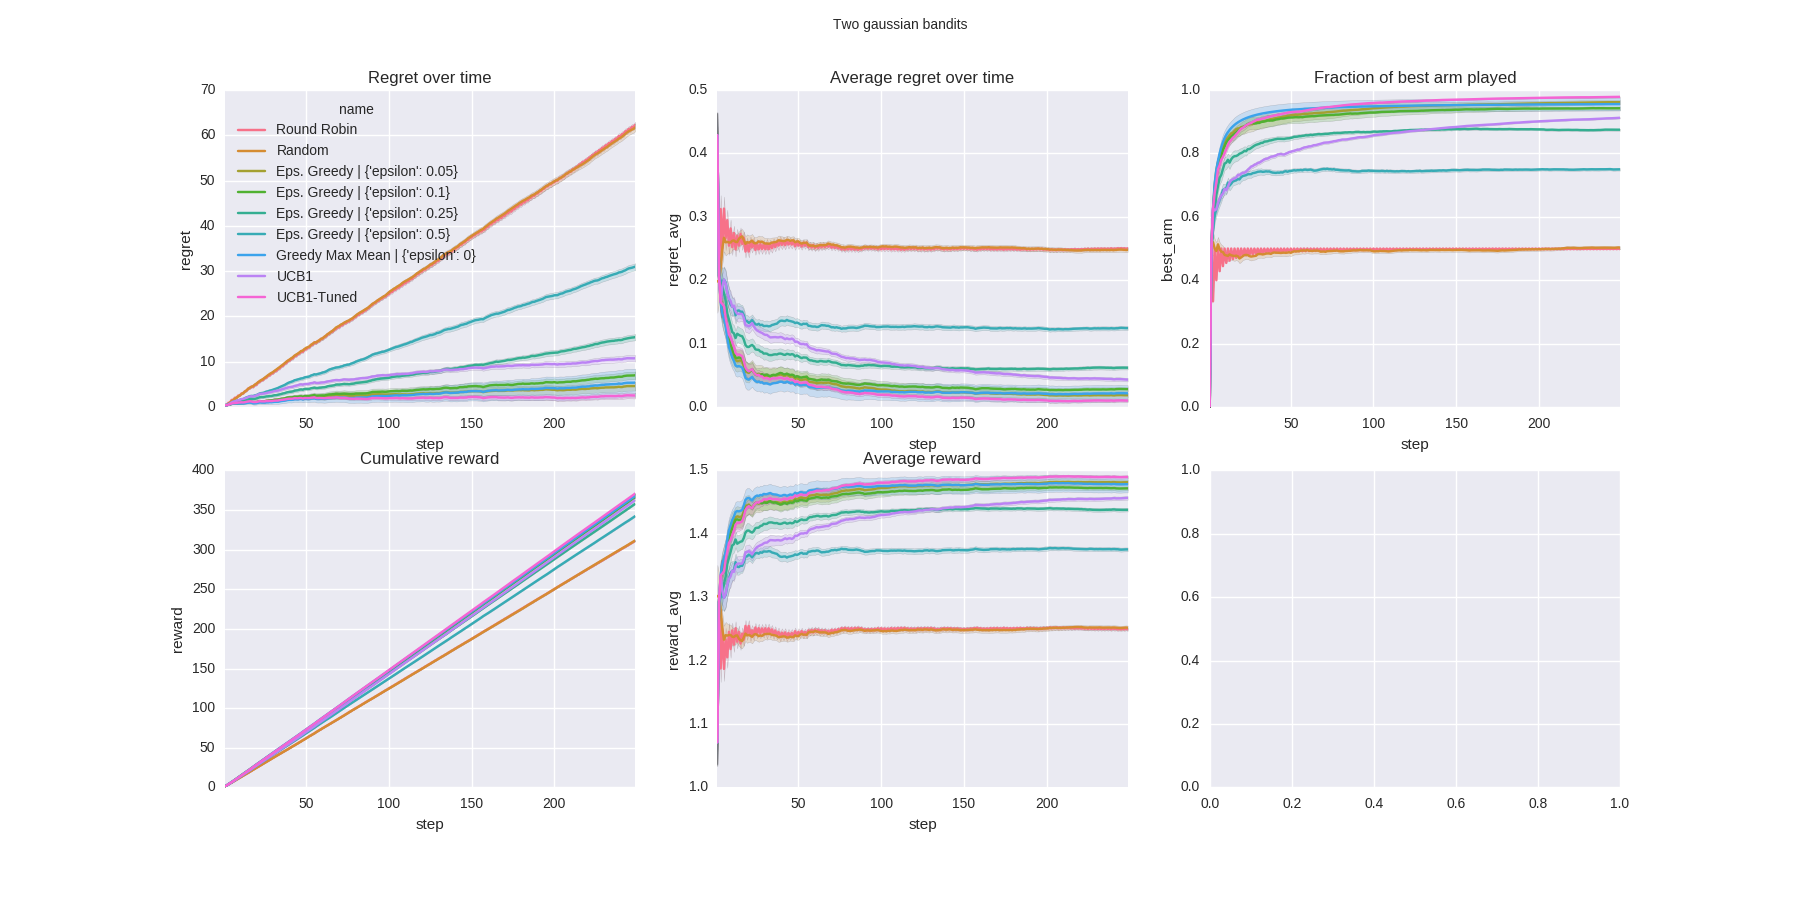 Two gaussian bandits
Regret over time
70
60
50
40
30
20
10
0
regret
name
Round Robin
Random
Eps. Greedy | {'epsilon': 0.05}
Eps. Greedy | {'epsilon': 0.1}
Eps. Greedy | {'epsilon': 0.25}
Eps. Greedy | {'epsilon': 0.5}
Greedy Max Mean | {'epsilon': 0}
UCB1
UCB1-Tuned
50 100 150 200
step
Average regret over time
0.5
0.4
0.3
0.2
0.1
0.0
regret_avg
50 100 150 200
step
Fraction of best arm played
1.0
0.8
0.6
0.4
0.2
0.0
best_arm
50 100 150 200
step
Cumulative reward
400
350
300
250
200
150
100
50
0
reward
50 100 150 200
step
Average reward
1.5
1.4
1.3
1.2
1.1
1.0
reward_avg
50 100 150 200
step
1.0
0.8
0.6
0.4
0.2
0.0
0.0 0.2 0.4 0.6 0.8 1.0